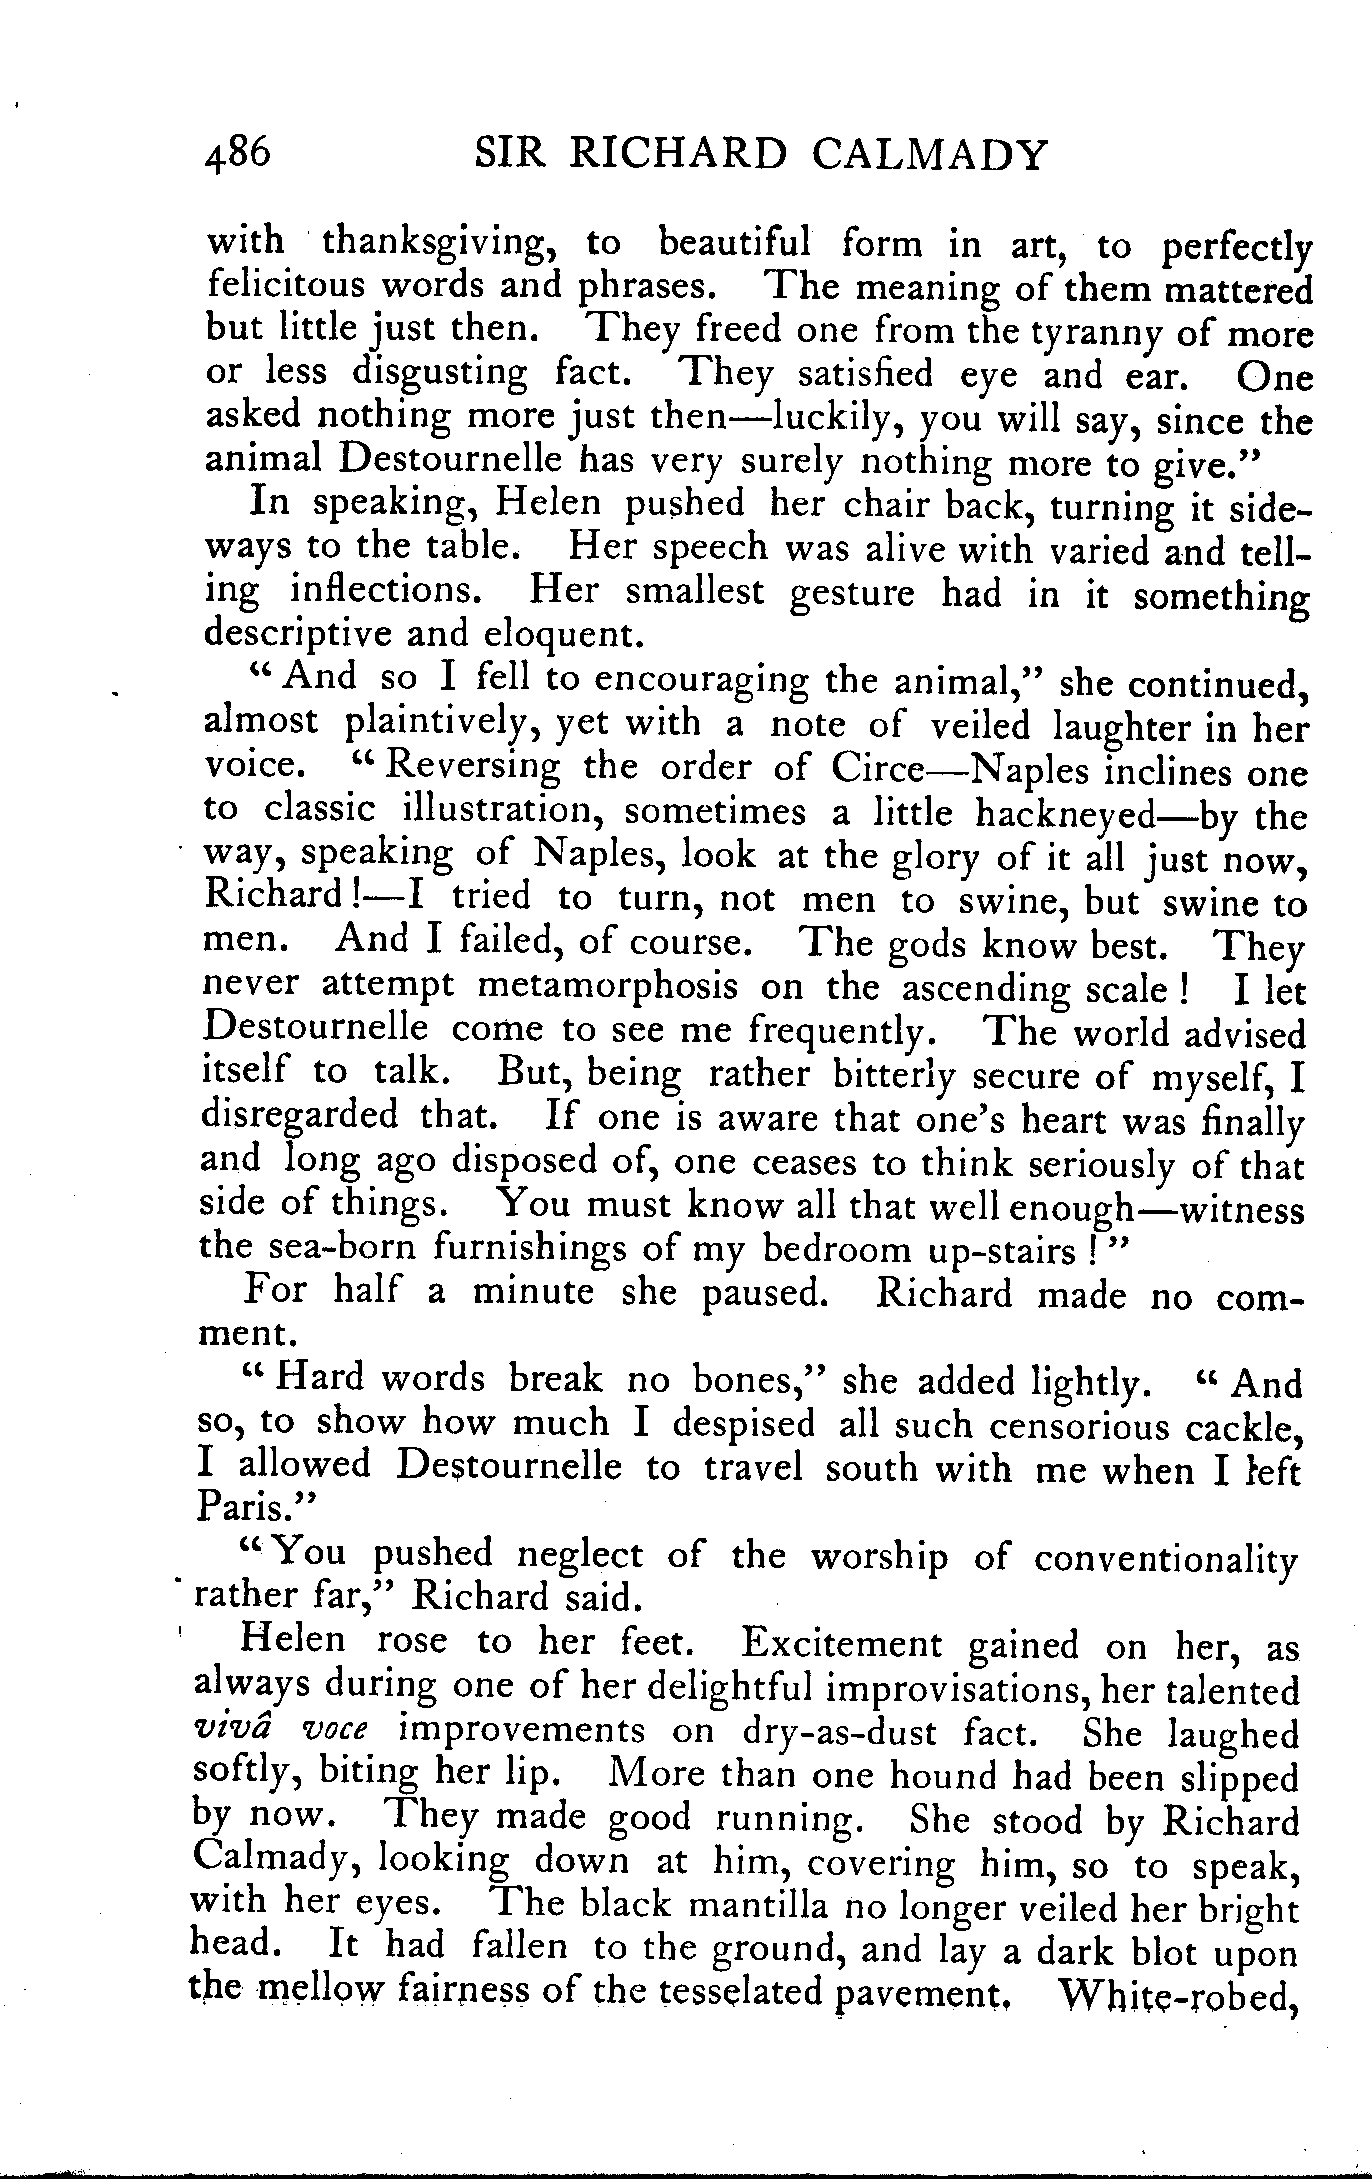 486 SIR RICHARD CALMADY
with thanksgiving, to beautiful form in art, to perfectly
felicitous words and phrases. The meaning of them mattered
but little just then. They freed one from the tyranny of more
or less disgusting fact. They satisfied eye and ear. One
asked nothing more just then—luckily, you will say, since the
animal Destournelle has very surely nothing more to give."
In speaking, Helen pushed her chair back, turning it side-
ways to the table. Her speech was alive with varied and tell-
ing inflections. Her smallest gesture had in it something
descriptive and eloquent.
"And so I fell to encouraging the animal," she continued,
almost plaintively, yet with a note of veiled laughter in her
voice. "Reversing the order of Circe—Naples inclines one
to classic illustration, sometimes a little hackneyed—by the
way, speaking of Naples, look at the glory of it all just now,
Richard!—I tried to turn, not men to swine, but swine to
men. And I failed, of course. The gods know best. They
never attempt metamorphosis on the ascending scale! I let
Destournelle come to see me frequently. The world advised
itself to talk. But, being rather bitterly secure of myself, I
disregarded that. If one is aware that one's heart was finally
and long ago disposed of, one ceases to think seriously of that
side of things. You must know all that well enough—witness
the sea-born furnishings of my bedroom up-stairs!"
For half a minute she paused. Richard made no com-
ment.
"Hard words break no bones," she added lightly. "And
so, to show how much I despised all such censorious cackle,
I allowed Destournelle to travel south with me when I left
Paris."
"You pushed neglect of the worship of conventionality
rather far," Richard said.
Helen rose to her feet. Excitement gained on her, as
always during one of her delightful improvisations, her talented
vivâ voce improvements on dry-as-dust fact. She laughed
softly, biting her lip. More than one hound had been slipped
by now. They made good running. She stood by Richard
Calmady, looking down at him, covering him, so to speak,
with her eyes. The black mantilla no longer veiled her bright
head. It had fallen to the ground, and lay a dark blot upon
the mellow fairness of the tesselated pavement. White-robed,